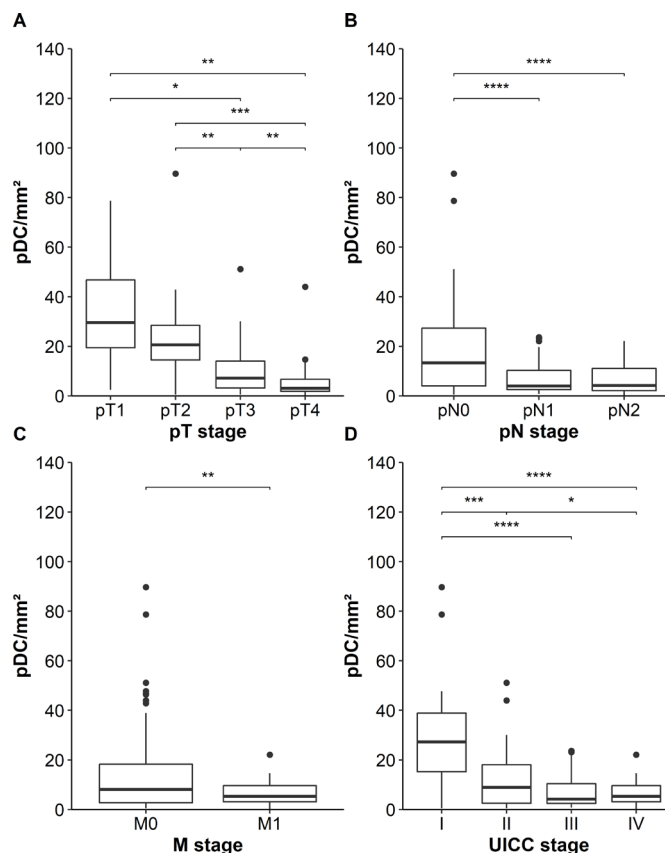 A
pDC/mm²
140
120
100
80
60
40
20
0
**
*
***
** **
pT1 pT2 pT3 pT4
pT stage
B
pDC/mm²
140
120
100
80
60
40
20
0
****
****
pN0 pN1 pN2
pN stage
C
pDC/mm²
140
120
100
80
60
40
20
0
**
M0 M1
M stage
D
pDC/mm²
140
120
100
80
60
40
20
0
****
*** *
****
I II III IV
UICC stage